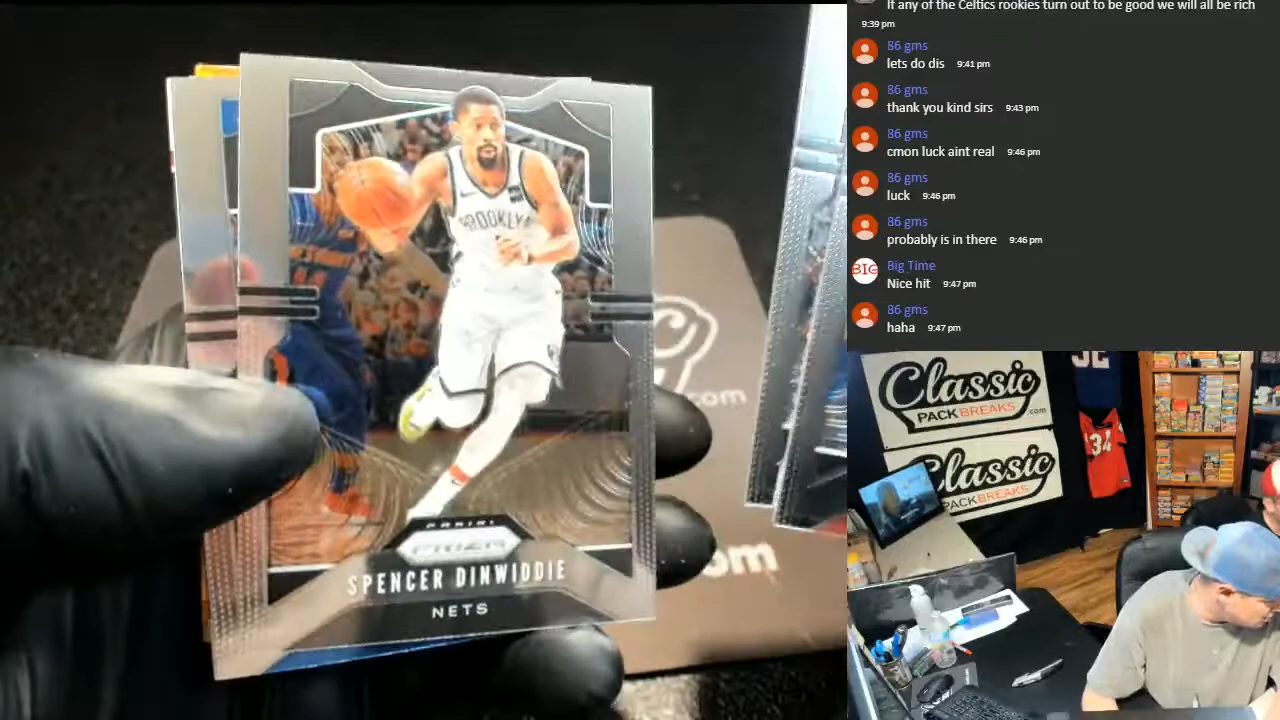 If any of the Celtics rookies turn out to be good we will all be rich
9:39 pm
86 gms
lets do dis 9:41 pm
86 gms
thank you kind sirs 9:43 pm
86 gms
cmon luck aint real 9:46 pm
86 gms
luck 9:46 pm
86 gms
probably is in there 9:46 pm
BIG
Big Time
Nice hit 9:47 pm
86 gms
haha 9:47 pm
BROOKLYN
PANINI
PRIZM
SPENCER DINWIDDIE
NETS
C
.com
om
Classic
PACK BREAKS
.com
Classic
PACK BREAKS
34